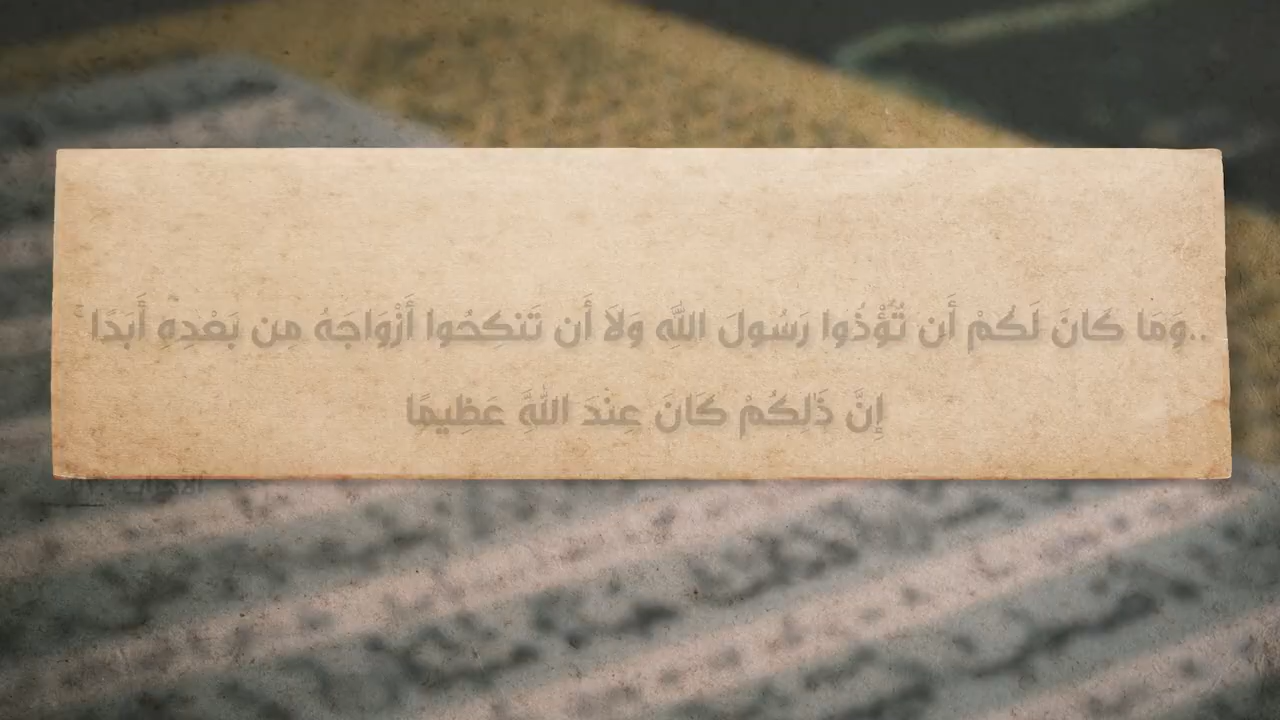 ..وَمَا كَانَ لَكُمْ أَن تُؤْذُوا رَسُولَ اللَّهِ وَلَا أَن تَنكِحُوا أَزْوَاجَهُ مِن بَعْدِهِ أَبَدًا ۚ
إِنَّ ذَٰلِكُمْ كَانَ عِندَ اللَّهِ عَظِيمًا